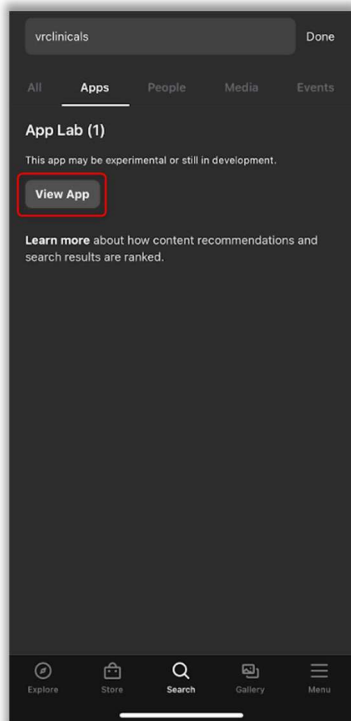 vrclinicals Done
All Apps People Media Events
App Lab (1)
This app may be experimental or still in development.
View App
Learn more about how content recommendations and
search results are ranked.
Explore Store Search Gallery Menu